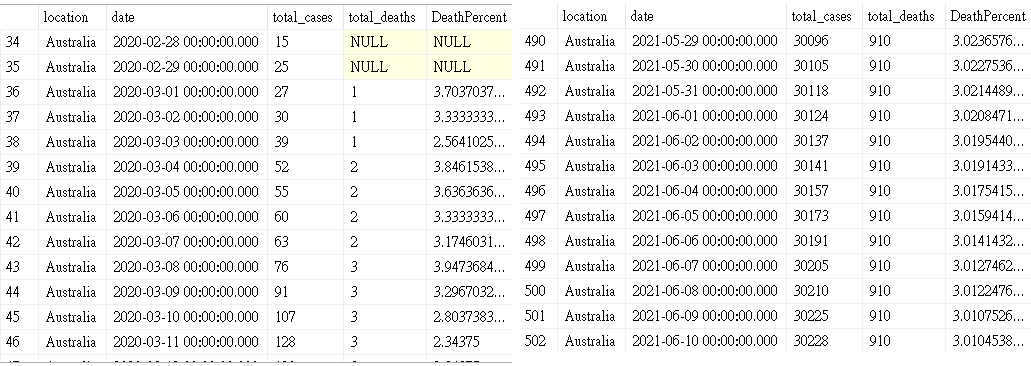 location date total_cases total_deaths DeathPercent
34 Australia 2020-02-28 00:00:00.000 15 NULL NULL
35 Australia 2020-02-29 00:00:00.000 25 NULL NULL
36 Australia 2020-03-01 00:00:00.000 27 1 3.7037037...
37 Australia 2020-03-02 00:00:00.000 30 1 3.3333333...
38 Australia 2020-03-03 00:00:00.000 39 1 2.5641025...
39 Australia 2020-03-04 00:00:00.000 52 2 3.8461538...
40 Australia 2020-03-05 00:00:00.000 55 2 3.6363636...
41 Australia 2020-03-06 00:00:00.000 60 2 3.3333333...
42 Australia 2020-03-07 00:00:00.000 63 2 3.1746031...
43 Australia 2020-03-08 00:00:00.000 76 3 3.9473684...
44 Australia 2020-03-09 00:00:00.000 91 3 3.2967032...
45 Australia 2020-03-10 00:00:00.000 107 3 2.8037383...
46 Australia 2020-03-11 00:00:00.000 128 3 2.34375
location date total_cases total_deaths DeathPercent
490 Australia 2021-05-29 00:00:00.000 30096 910 3.0236576...
491 Australia 2021-05-30 00:00:00.000 30105 910 3.0227536...
492 Australia 2021-05-31 00:00:00.000 30118 910 3.0214489...
493 Australia 2021-06-01 00:00:00.000 30124 910 3.0208471...
494 Australia 2021-06-02 00:00:00.000 30137 910 3.0195440...
495 Australia 2021-06-03 00:00:00.000 30141 910 3.0191433...
496 Australia 2021-06-04 00:00:00.000 30157 910 3.0175415...
497 Australia 2021-06-05 00:00:00.000 30173 910 3.0159414...
498 Australia 2021-06-06 00:00:00.000 30191 910 3.0141432...
499 Australia 2021-06-07 00:00:00.000 30205 910 3.0127462...
500 Australia 2021-06-08 00:00:00.000 30210 910 3.0122476...
501 Australia 2021-06-09 00:00:00.000 30225 910 3.0107526...
502 Australia 2021-06-10 00:00:00.000 30228 910 3.0104538...